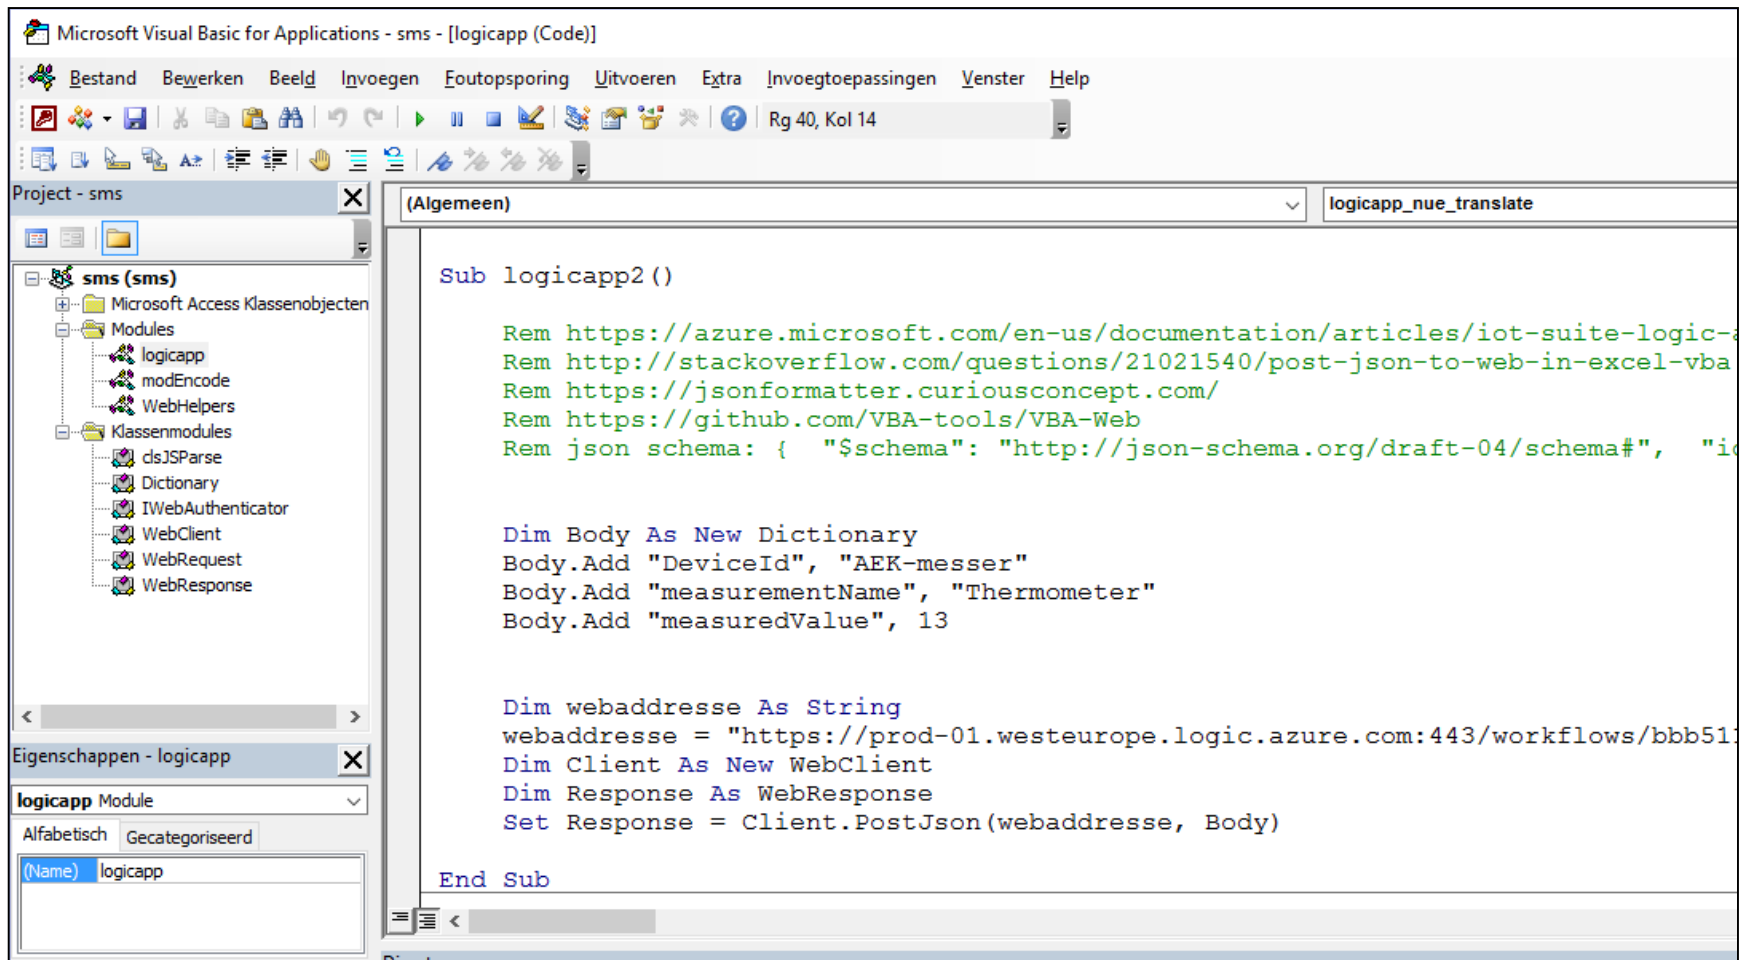 Microsoft Visual Basic for Applications - sms - [logicapp (Code)]
Bestand Bewerken Beeld Invoegen Foutopsporing Uitvoeren Extra Invoegtoepassingen Venster Help
Rg 40, Kol 14
Project - sms
(Algemeen)
logicapp_nue_translate
sms (sms)
Microsoft Access Klassenobjecten
Modules
logicapp
modEncode
WebHelpers
Klassenmodules
clsJSParse
Dictionary
IWebAuthenticator
WebClient
WebRequest
WebResponse
Eigenschappen - logicapp
logicapp Module
Alfabetisch Gecategoriseerd
(Name) logicapp
Sub logicapp2()
Rem https://azure.microsoft.com/en-us/documentation/articles/iot-suite-logic-
Rem http://stackoverflow.com/questions/21021540/post-json-to-web-in-excel-vba
Rem https://jsonformatter.curiousconcept.com/
Rem https://github.com/VBA-tools/VBA-Web
Rem json schema: { "$schema": "http://json-schema.org/draft-04/schema#", "i
Dim Body As New Dictionary
Body.Add "DeviceId", "AEK-messer"
Body.Add "measurementName", "Thermometer"
Body.Add "measuredValue", 13
Dim webaddresse As String
webaddresse = "https://prod-01.westeurope.logic.azure.com:443/workflows/bbb51
Dim Client As New WebClient
Dim Response As WebResponse
Set Response = Client.PostJson(webaddresse, Body)
End Sub